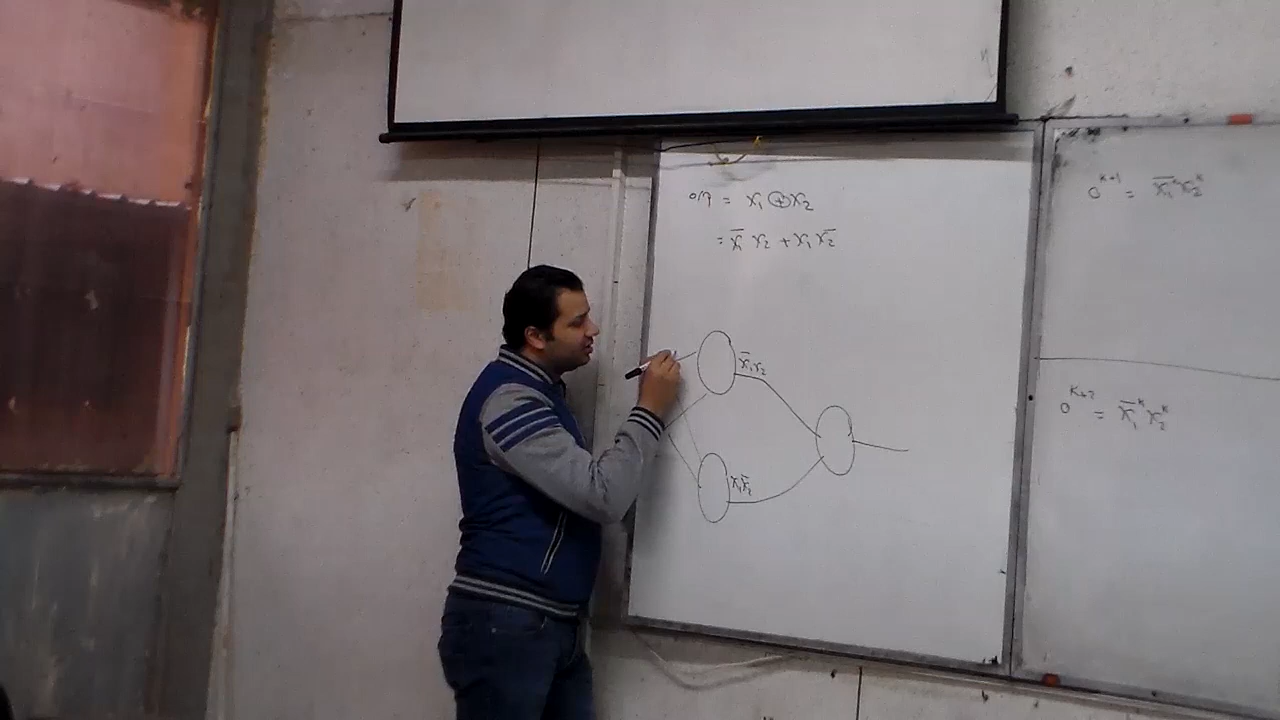 o/p = x₁ ⊕ x₂
= x̄₁ x₂ + x₁ x̄₂
x̄₁x₂
x₁x̄₂
o^{k+1} = x̄₁^k x₂^k
o^{k+2} = x̄₁^k x₂^k